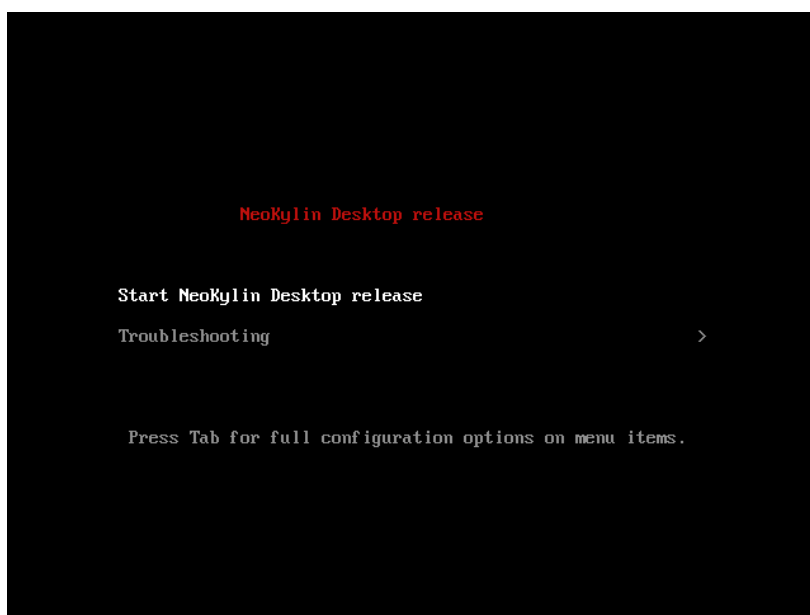 NeoKylin Desktop release
Start NeoKylin Desktop release
Troubleshooting >
Press Tab for full configuration options on menu items.